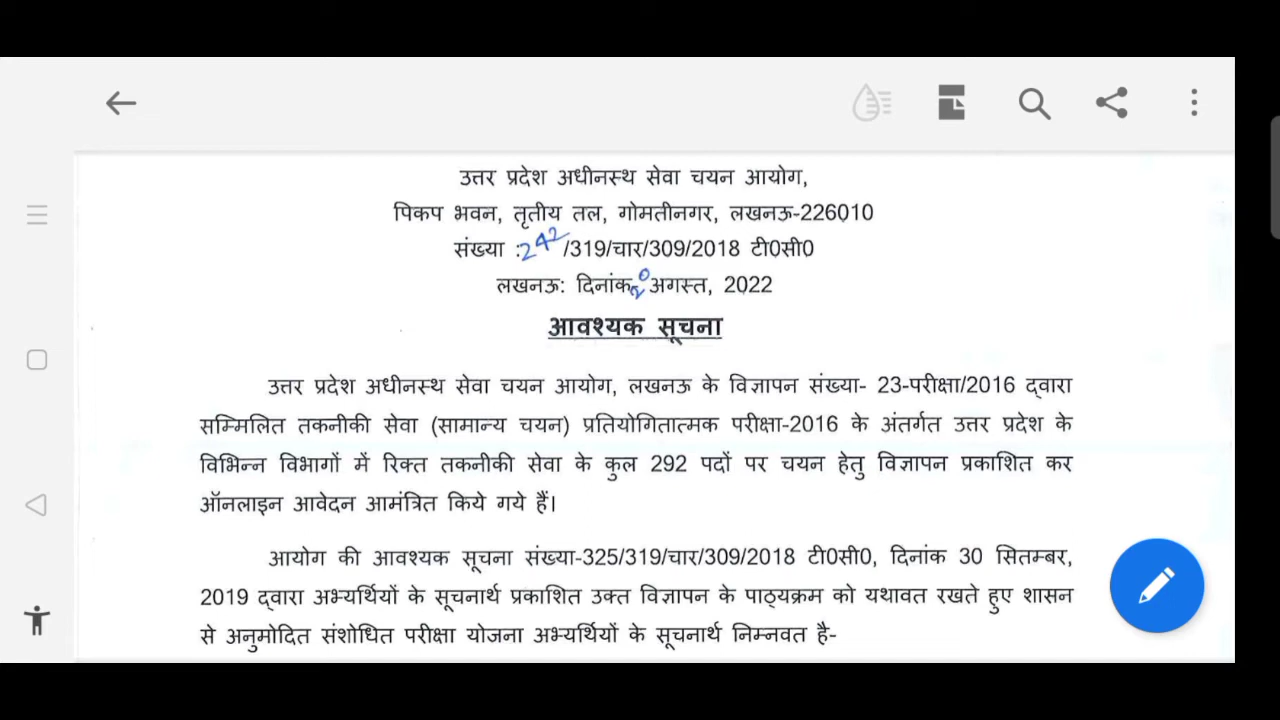 उत्तर प्रदेश अधीनस्थ सेवा चयन आयोग,
पिकप भवन, तृतीय तल, गोमतीनगर, लखनऊ-226010
संख्या :242/319/चार/309/2018 टी0सी0
लखनऊ: दिनांक 20 अगस्त, 2022
आवश्यक सूचना
उत्तर प्रदेश अधीनस्थ सेवा चयन आयोग, लखनऊ के विज्ञापन संख्या- 23-परीक्षा/2016 द्वारा
सम्मिलित तकनीकी सेवा (सामान्य चयन) प्रतियोगितात्मक परीक्षा-2016 के अंतर्गत उत्तर प्रदेश के
विभिन्न विभागों में रिक्त तकनीकी सेवा के कुल 292 पदों पर चयन हेतु विज्ञापन प्रकाशित कर
ऑनलाइन आवेदन आमंत्रित किये गये हैं।
आयोग की आवश्यक सूचना संख्या-325/319/चार/309/2018 टी0सी0, दिनांक 30 सितम्बर,
2019 द्वारा अभ्यर्थियों के सूचनार्थ प्रकाशित उक्त विज्ञापन के पाठ्यक्रम को यथावत रखते हुए शासन
से अनुमोदित संशोधित परीक्षा योजना अभ्यर्थियों के सूचनार्थ निम्नवत है-